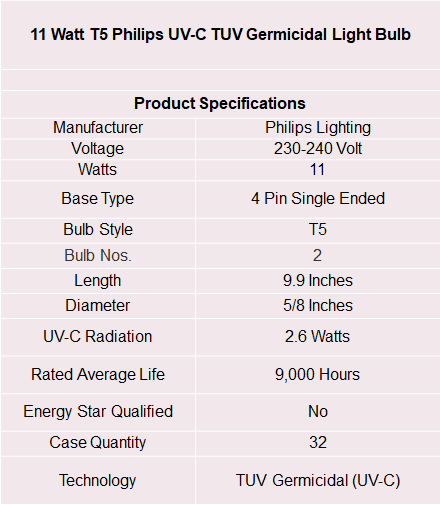 11 Watt T5 Philips UV-C TUV Germicidal Light Bulb
Product Specifications
Manufacturer Philips Lighting
Voltage 230-240 Volt
Watts 11
Base Type 4 Pin Single Ended
Bulb Style T5
Bulb Nos. 2
Length 9.9 Inches
Diameter 5/8 Inches
UV-C Radiation 2.6 Watts
Rated Average Life 9,000 Hours
Energy Star Qualified No
Case Quantity 32
Technology TUV Germicidal (UV-C)